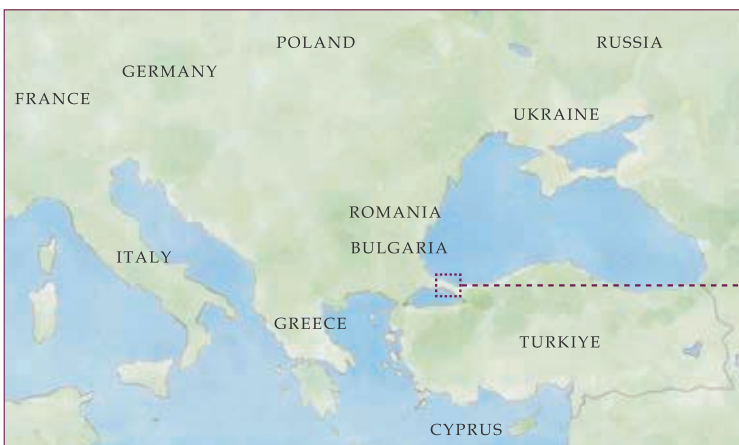 POLAND
RUSSIA
GERMANY
FRANCE
UKRAINE
ROMANIA
BULGARIA
ITALY
GREECE
TURKIYE
CYPRUS